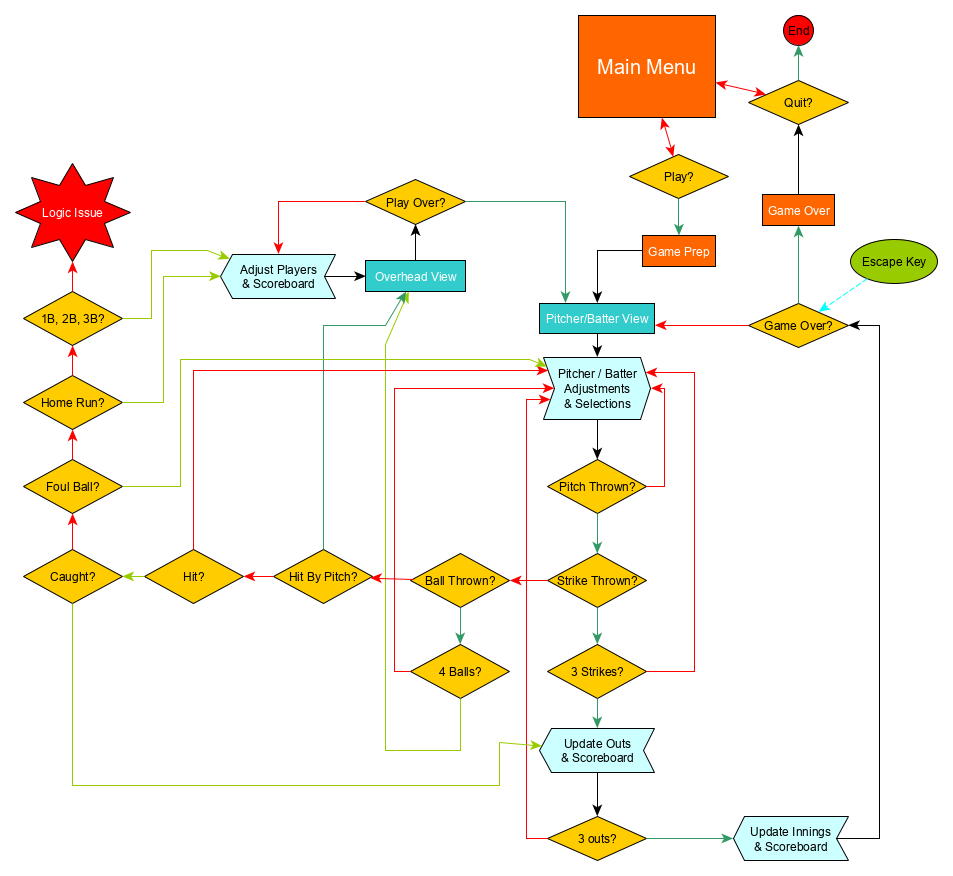 End
Main Menu
Quit?
Play?
Logic Issue
Play Over?
Game Over
Game Prep
Escape Key
Adjust Players
& Scoreboard
Overhead View
1B, 2B, 3B?
Pitcher/Batter View
Game Over?
Pitcher / Batter
Adjustments
& Selections
Home Run?
Foul Ball?
Pitch Thrown?
Caught?
Hit?
Hit By Pitch?
Ball Thrown?
Strike Thrown?
4 Balls?
3 Strikes?
Update Outs
& Scoreboard
3 outs?
Update Innings
& Scoreboard